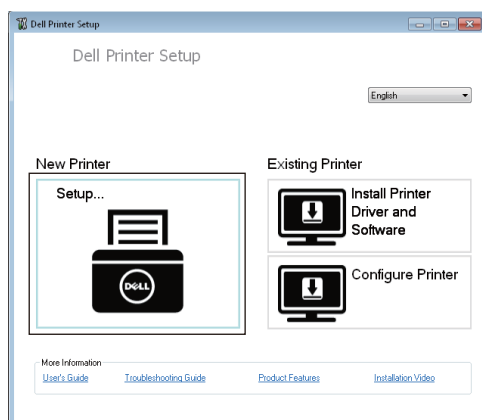 Dell Printer Setup
Dell Printer Setup
English
New Printer
Existing Printer
Setup...
DELL
Install Printer
Driver and
Software
Configure Printer
More Information
User's Guide Troubleshooting Guide Product Features Installation Video